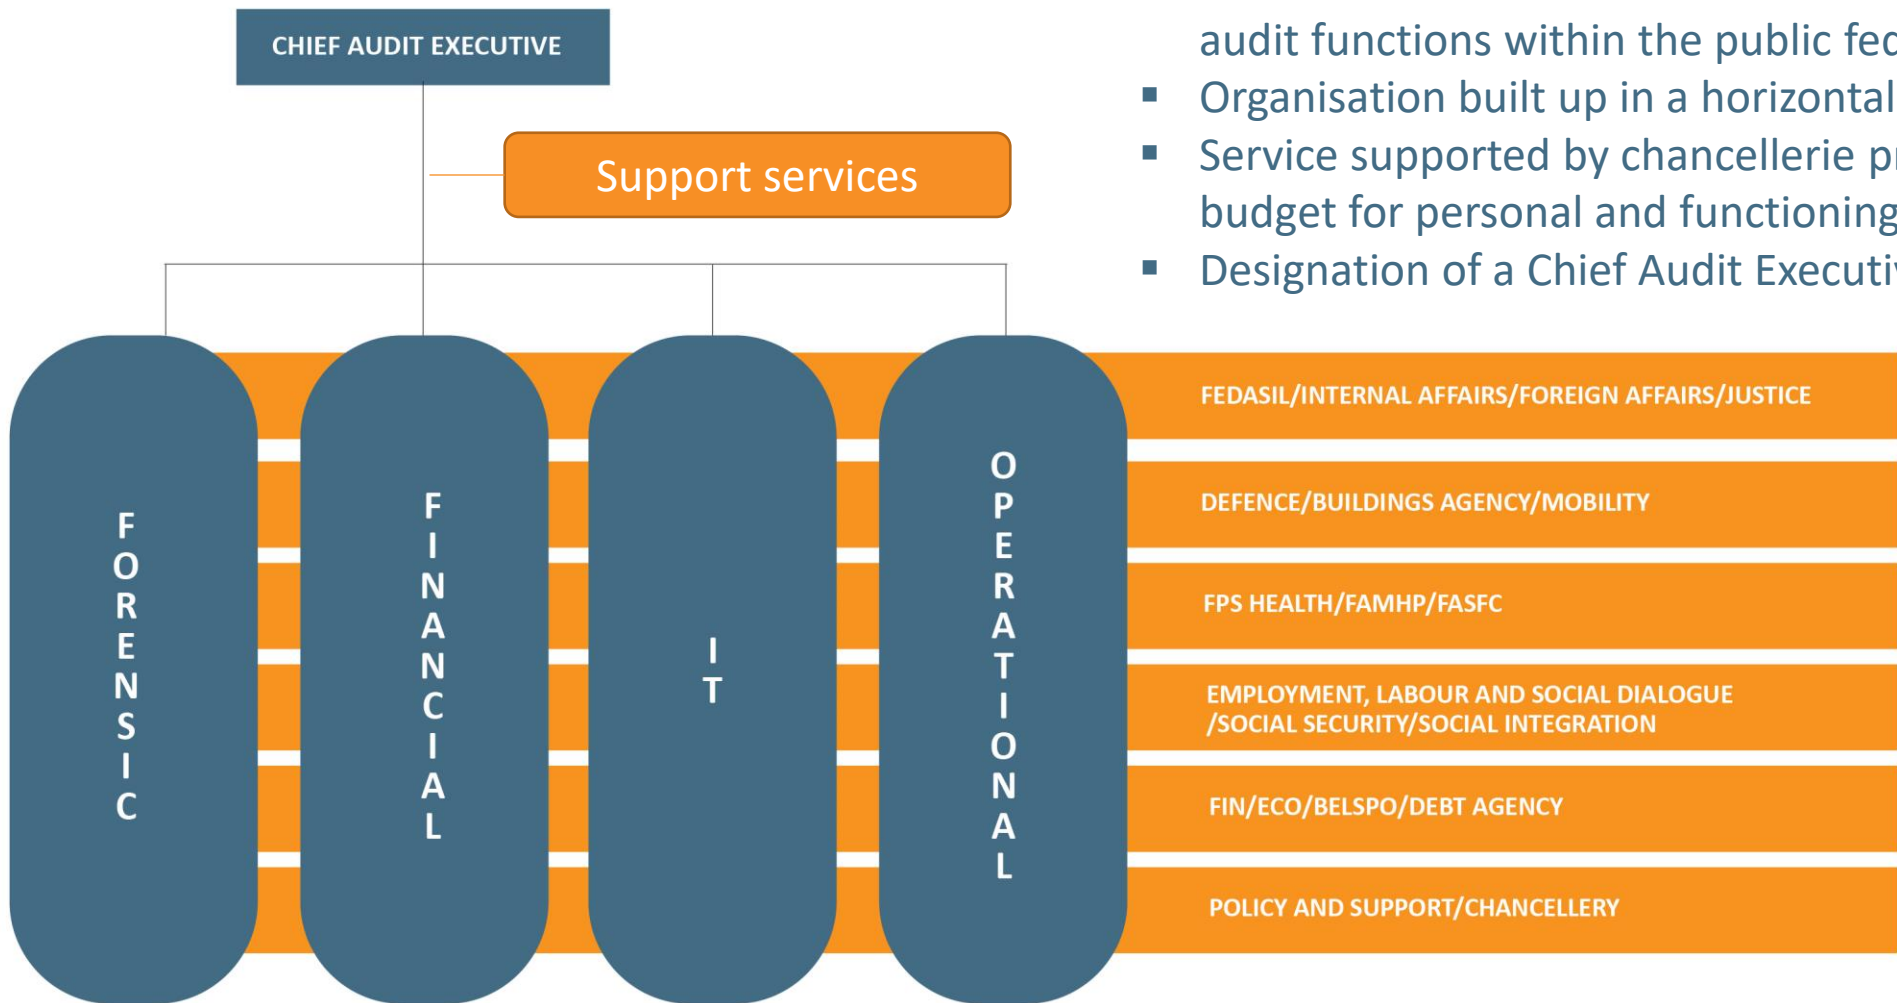 CHIEF AUDIT EXECUTIVE
Support services
audit functions within the public
▪ Organisation built up in a horizontal
▪ Service supported by chancellerie
budget for personal and functioning
▪ Designation of a Chief Audit
FORENSIC
FINANCIAL
IT
OPERATIONAL
FEDASIL/INTERNAL AFFAIRS/FOREIGN AFFAIRS/JUSTICE
DEFENCE/BUILDINGS AGENCY/MOBILITY
FPS HEALTH/FAMHP/FASFC
EMPLOYMENT, LABOUR AND SOCIAL DIALOGUE
/SOCIAL SECURITY/SOCIAL INTEGRATION
FIN/ECO/BELSPO/DEBT AGENCY
POLICY AND SUPPORT/CHANCELLERY